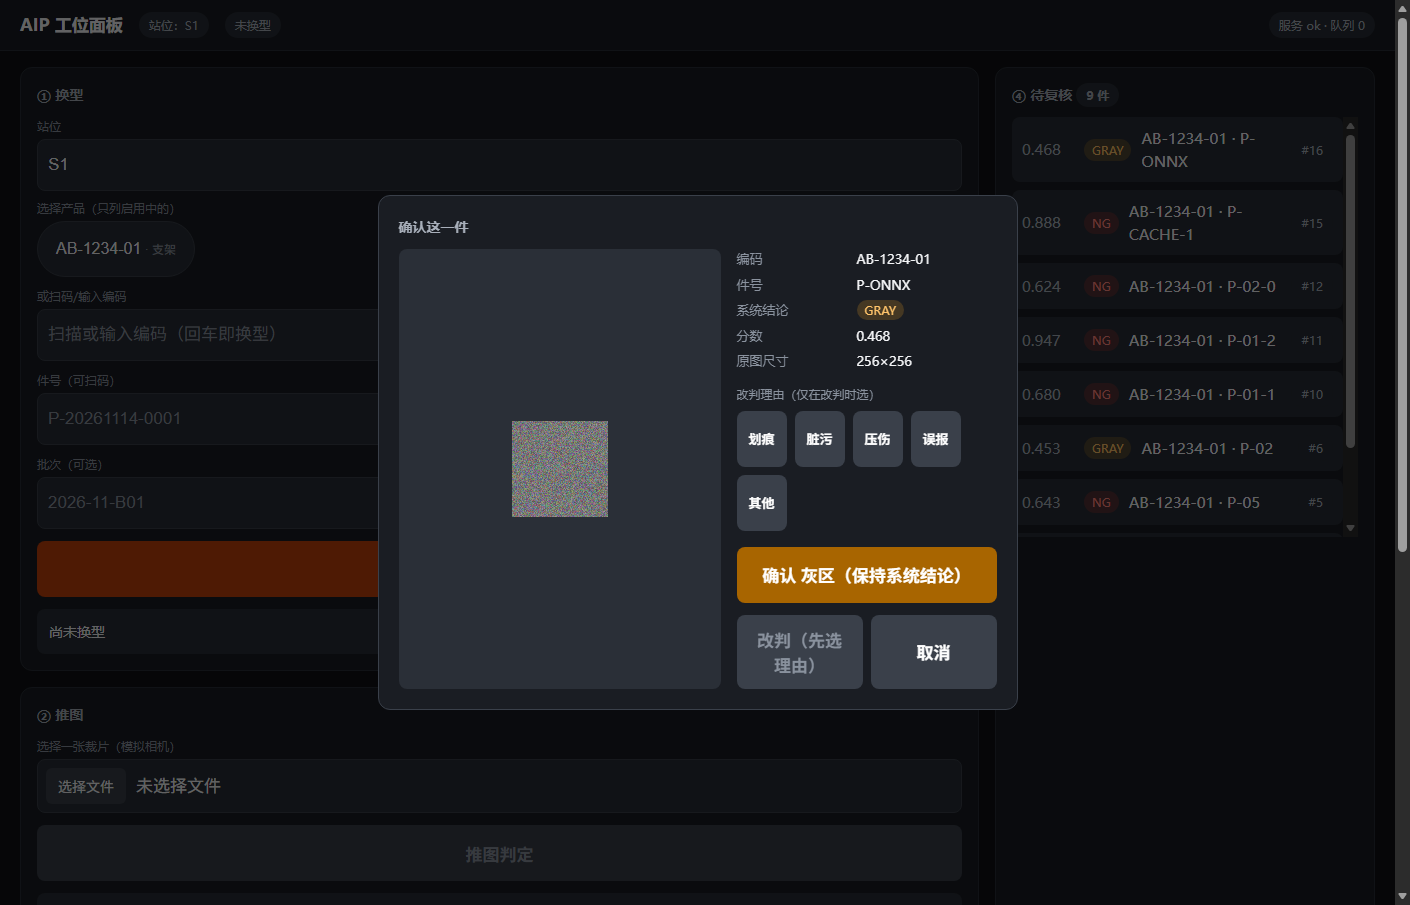 AIP 工位面板
站位：S1
未换型
服务 ok · 队列 0
① 换型
站位
S1
选择产品（只列启用中的）
AB-1234-01 · 支架
或扫码/输入编码
扫描或输入编码（回车即换型）
件号（可扫码）
P-20261114-0001
批次（可选）
2026-11-B01
尚未换型
② 推图
选择一张裁片（模拟相机）
选择文件 未选择文件
推图判定
确认这一件
编码 AB-1234-01
件号 P-ONNX
系统结论 GRAY
分数 0.468
原图尺寸 256×256
改判理由（仅在改判时选）
划痕 脏污 压伤 误报
其他
确认 灰区（保持系统结论）
改判（先选
理由）
取消
④ 待复核 9 件
0.468 GRAY AB-1234-01 · P-
ONNX #16
0.888 NG AB-1234-01 · P-
CACHE-1 #15
0.624 NG AB-1234-01 · P-02-0 #12
0.947 NG AB-1234-01 · P-01-2 #11
0.680 NG AB-1234-01 · P-01-1 #10
0.453 GRAY AB-1234-01 · P-02 #6
0.643 NG AB-1234-01 · P-05 #5